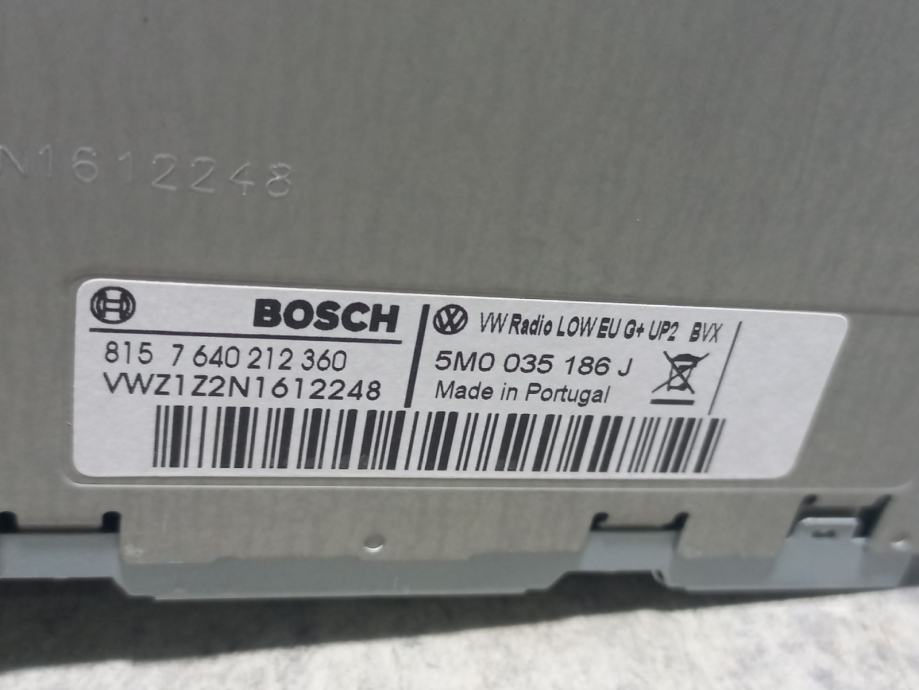 N1612248
BOSCH
815 7 640 212 360
VWZ1Z2N1612248
VW Radio LOW EU G+ UP2 BVX
5M0 035 186 J
Made in Portugal